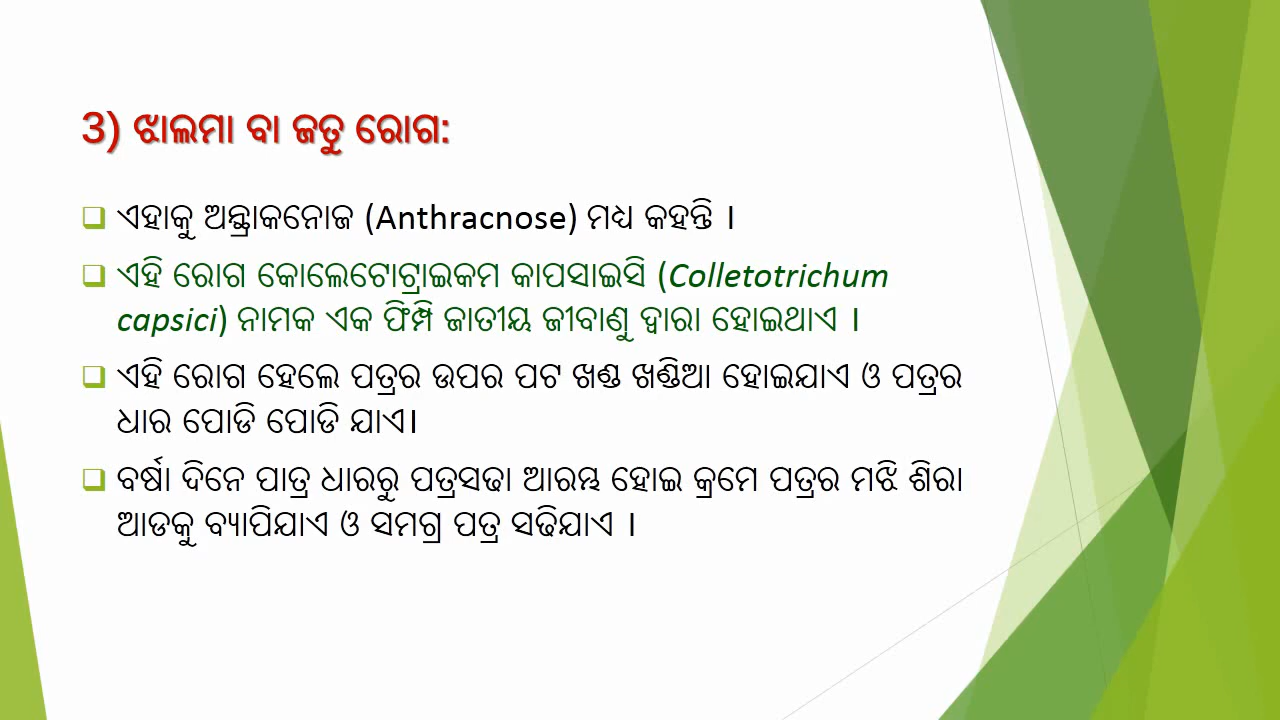 3) ଝାଲମା ବା ଜତୁ ରୋଗ:
ଏହାକୁ ଅନ୍ଥ୍ରାକନୋଜ (Anthracnose) ମଧ୍ୟ କହନ୍ତି ।
ଏହି ରୋଗ କୋଲେଟୋଟ୍ରାଇକମ କାପସାଇସି (Colletotrichum
capsici) ନାମକ ଏକ ଫିମ୍ପି ଜାତୀୟ ଜୀବାଣୁ ଦ୍ୱାରା ହୋଇଥାଏ ।
ଏହି ରୋଗ ହେଲେ ପତ୍ରର ଉପର ପଟ ଖଣ୍ଡ ଖଣ୍ଡିଆ ହୋଇଯାଏ ଓ ପତ୍ରର
ଧାର ପୋଡି ପୋଡି ଯାଏ।
ବର୍ଷା ଦିନେ ପାତ୍ର ଧାରରୁ ପତ୍ରସଢା ଆରମ୍ଭ ହୋଇ କ୍ରମେ ପତ୍ରର ମଝି ଶିରା
ଆଡକୁ ବ୍ୟାପିଯାଏ ଓ ସମଗ୍ର ପତ୍ର ସଢିଯାଏ ।